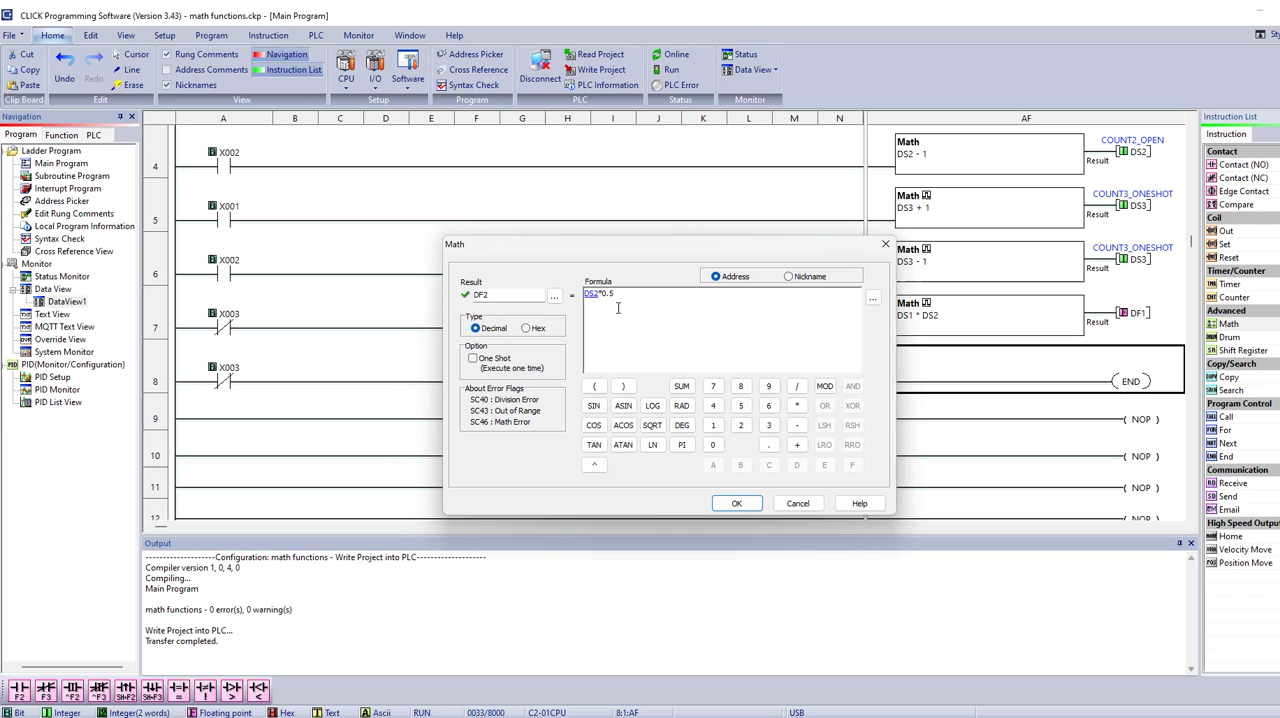 CLICK Programming Software (Version 3.43) - math functions.ckp - [Main Program]
File Home Edit View Setup Program Instruction PLC Monitor Window Help
Cut
Copy
Paste
Clip Board
Undo Redo
Cursor
Line
Erase
Edit
Rung Comments
Address Comments
Nicknames
Navigation
Instruction List
View
CPU I/O Software
Setup
Address Picker
Cross Reference
Syntax Check
Program
Disconnect
Read Project
Write Project
PLC Information
PLC
Online
Run
PLC Error
Status
Status
Data View
Monitor
Navigation
Program Function PLC
Ladder Program
Main Program
Subroutine Program
Interrupt Program
Address Picker
Edit Rung Comments
Local Program Information
Syntax Check
Cross Reference View
Monitor
Status Monitor
Data View
DataView1
Text View
MQTT Text View
Override View
System Monitor
PID(Monitor/Configuration)
PID Setup
PID Monitor
PID List View
A B C D E F G H I J K L M N AF
4 X002 Math DS2 - 1 Result COUNT2_OPEN DS2
5 X001 Math DS3 + 1 Result COUNT3_ONESHOT DS3
6 X002 Math DS3 - 1 Result COUNT3_ONESHOT DS3
7 X003 Math DS1 * DS2 Result DF1
8 X003 END
9 NOP
10 NOP
11 NOP
12 NOP
Math
Result
DF2 ... =
Formula
Address Nickname
DS2*0.5
...
Type
Decimal Hex
Option
One Shot
(Execute one time)
About Error Flags
SC40 : Division Error
SC43 : Out of Range
SC46 : Math Error
( ) SUM 7 8 9 / MOD AND
SIN ASIN LOG RAD 4 5 6 * OR XOR
COS ACOS SQRT DEG 1 2 3 - LSH RSH
TAN ATAN LN PI 0 . + LRO RRO
^ A B C D E F
OK Cancel Help
Instruction List
Instruction
Contact
Contact (NO)
Contact (NC)
Edge Contact
Compare
Coil
Out
Set
Reset
Timer/Counter
Timer
Counter
Advanced
Math
Drum
Shift Register
Copy/Search
Copy
Search
Program Control
Call
For
Next
End
Communication
Receive
Send
Email
High Speed Output
Home
Velocity Move
Position Move
Output
--------------------Configuration: math functions - Write Project into PLC--------------------
Compiler version 1, 0, 4, 0
Compiling...
Main Program
math functions - 0 error(s), 0 warning(s)
Write Project into PLC...
Transfer completed.
F2 F3 ^F2 ^F3 SH+F2 SH+F3 = ! > <
Bit Integer Integer(2 words) Floating point Hex Text Ascii RUN 0033/8000 C2-01CPU 8:1:AF USB